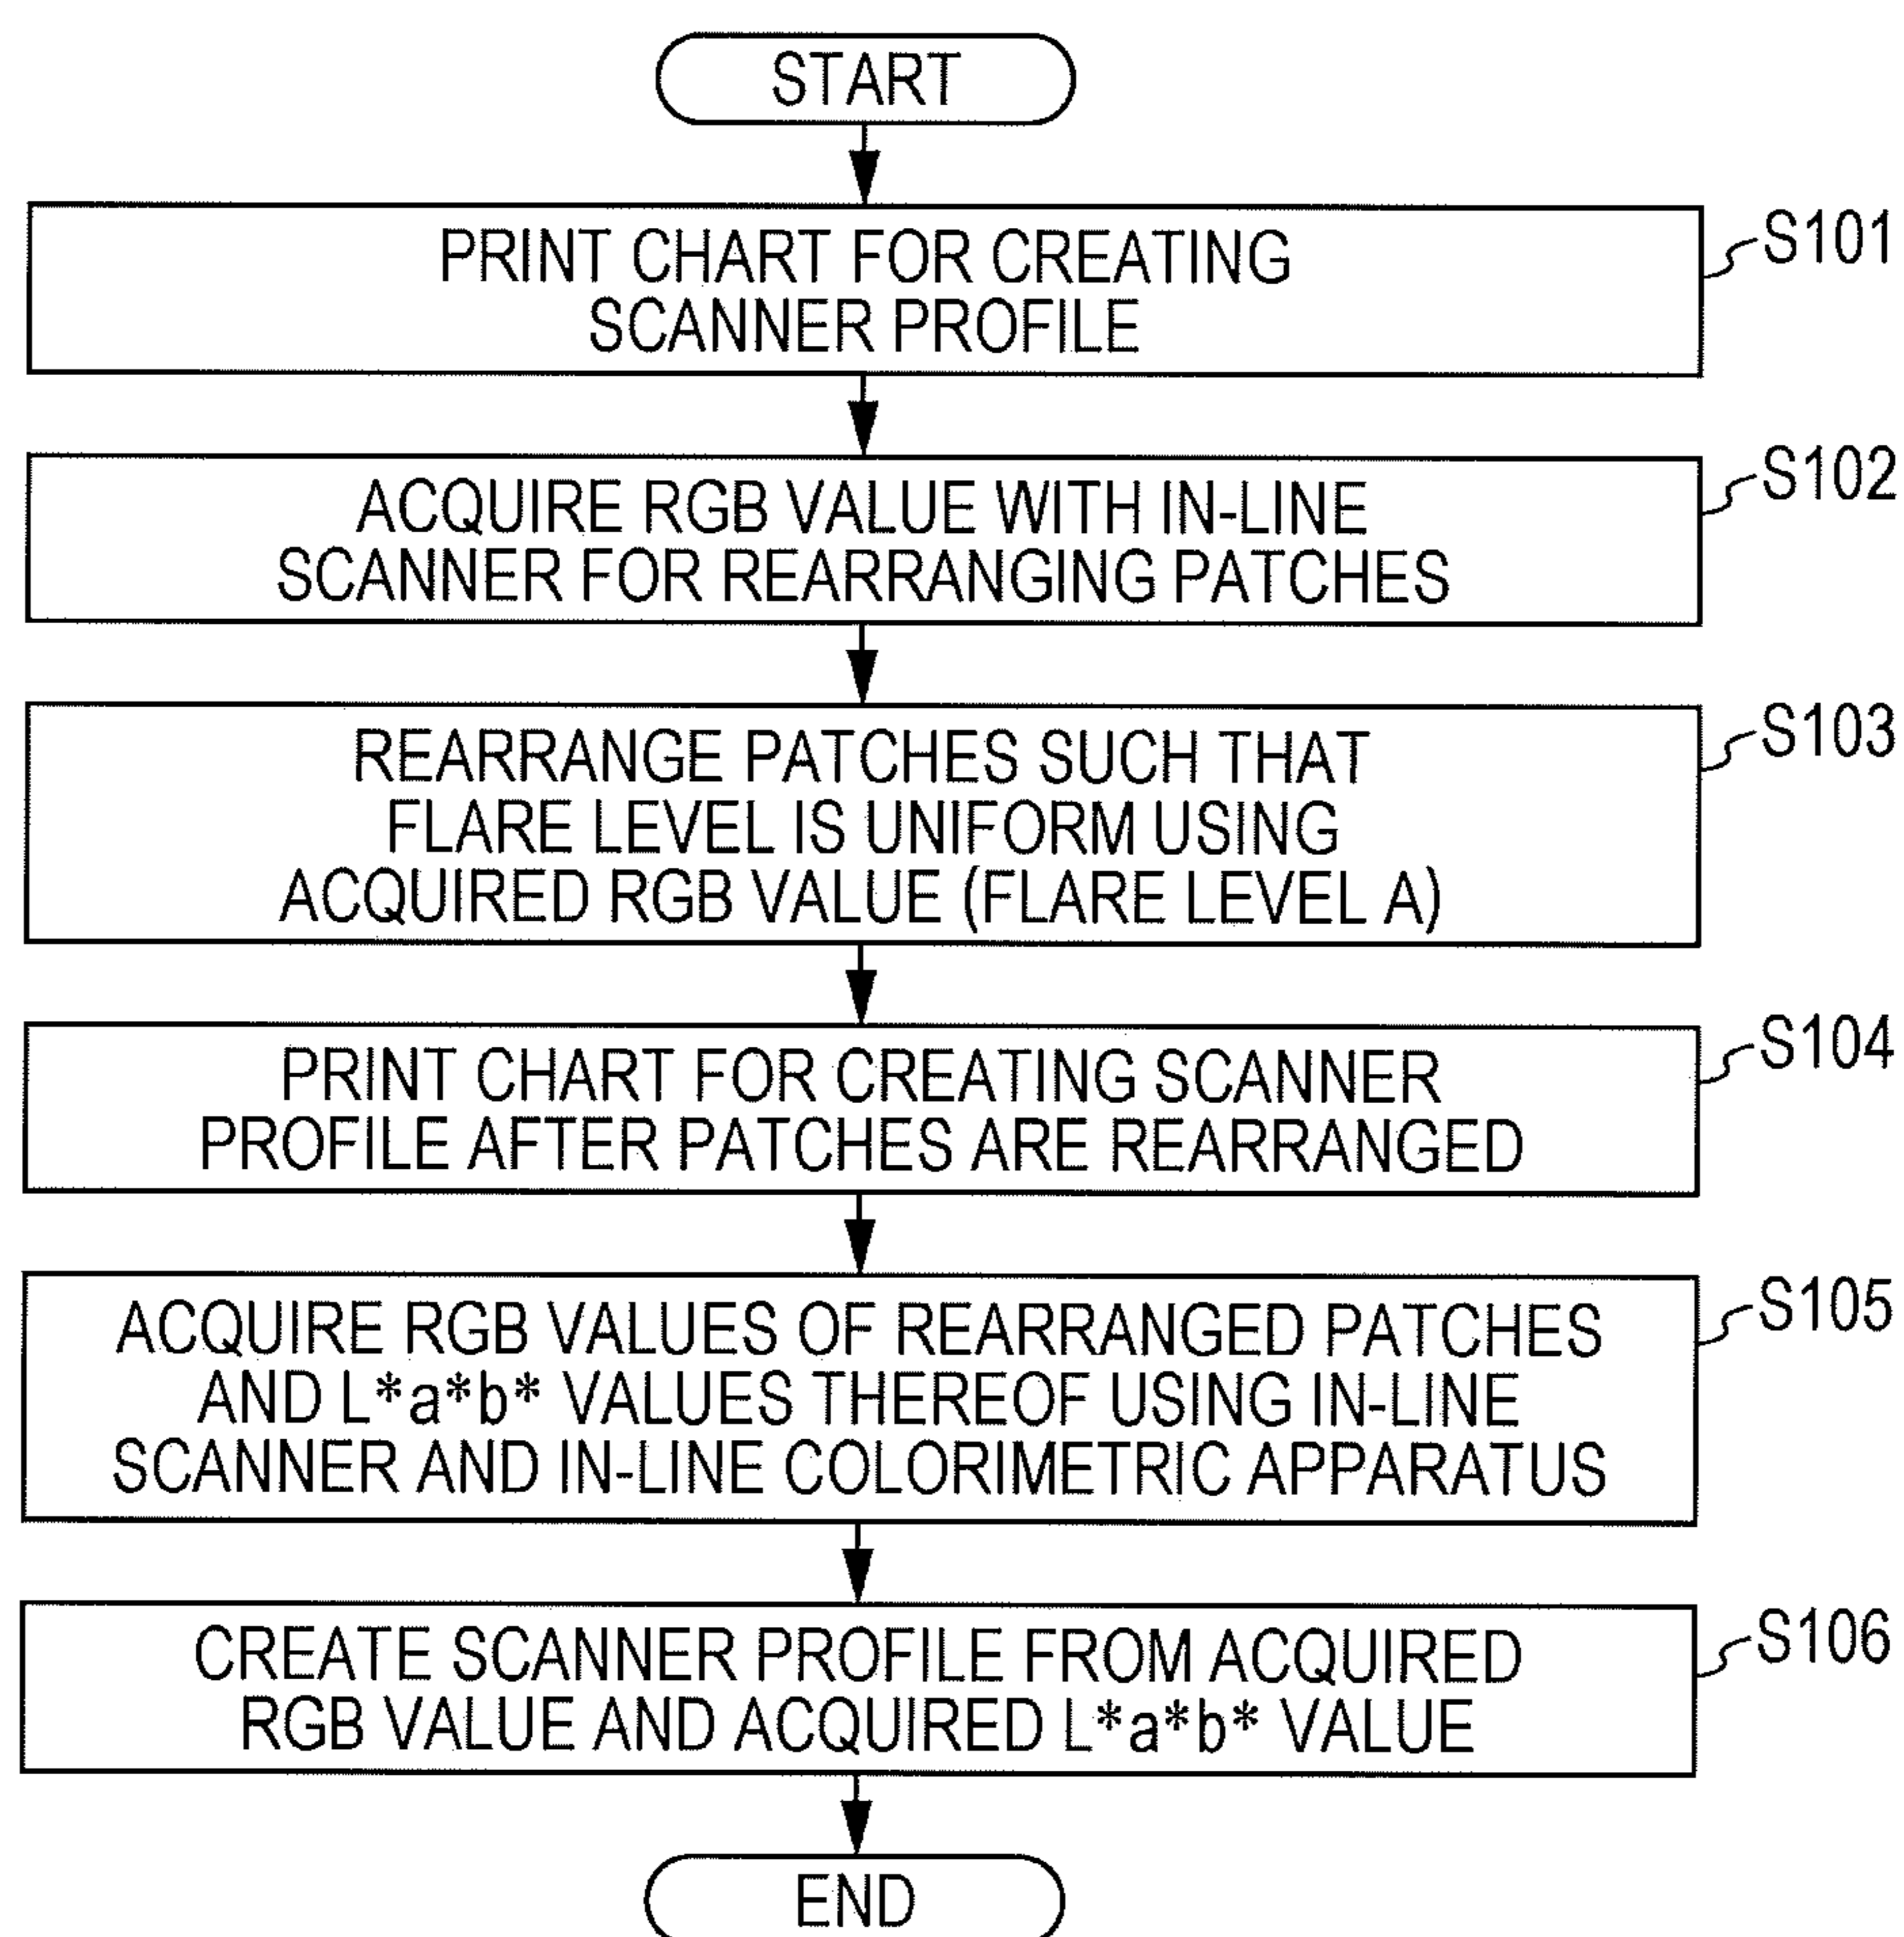 START
PRINT CHART FOR CREATING
SCANNER PROFILE
S101
ACQUIRE RGB VALUE WITH IN-LINE
SCANNER FOR REARRANGING PATCHES
S102
REARRANGE PATCHES SUCH THAT
FLARE LEVEL IS UNIFORM USING
ACQUIRED RGB VALUE (FLARE LEVEL A)
S103
PRINT CHART FOR CREATING SCANNER
PROFILE AFTER PATCHES ARE REARRANGED
S104
ACQUIRE RGB VALUES OF REARRANGED PATCHES
AND L*a*b* VALUES THEREOF USING IN-LINE
SCANNER AND IN-LINE COLORIMETRIC APPARATUS
S105
CREATE SCANNER PROFILE FROM ACQUIRED
RGB VALUE AND ACQUIRED L*a*b* VALUE
S106
END